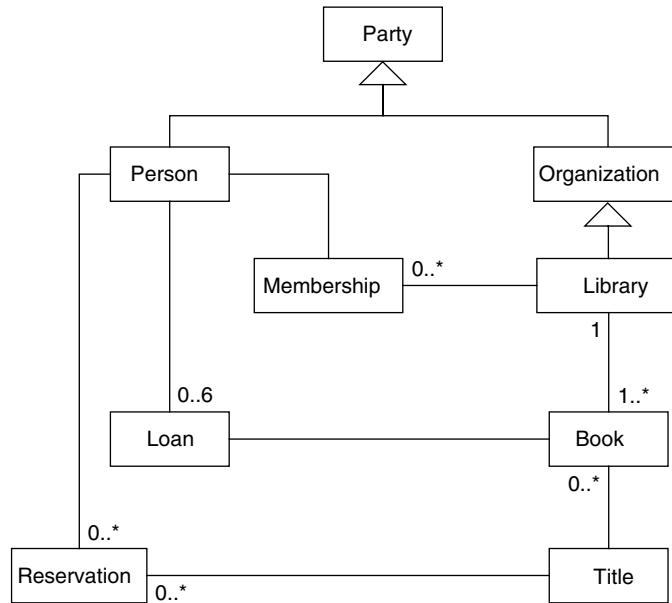 Party
Person
Organization
Membership
0..*
Library
1
0..6
1..*
Loan
Book
0..*
0..*
Reservation
0..*
Title